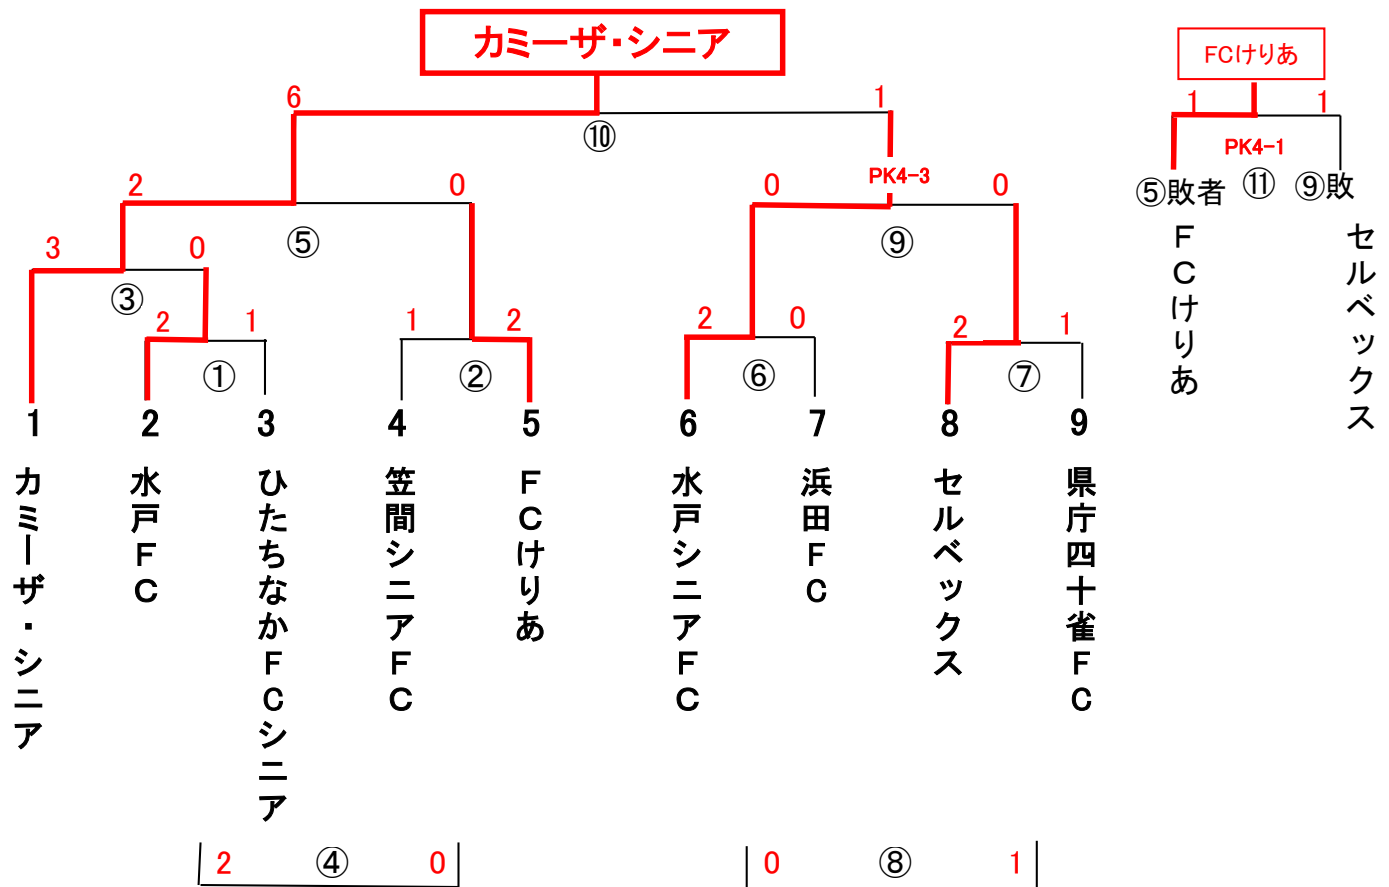 カミーザ・シニア
FCけりあ
6
1
1
1
⑩
PK4-1
2
0
0
PK4-3
0
⑤敗者
⑪
⑨敗
3
0
⑤
⑨
FCけりあ
セルベックス
③
2
1
1
2
2
0
2
1
①
②
⑥
⑦
1
2
3
4
5
6
7
8
9
カミーザ・シニア
水戸FC
ひたちなかFCシニア
笠間シニアFC
FCけりあ
水戸シニアFC
浜田FC
セルベックス
県庁四十雀FC
2
④
0
0
⑧
1